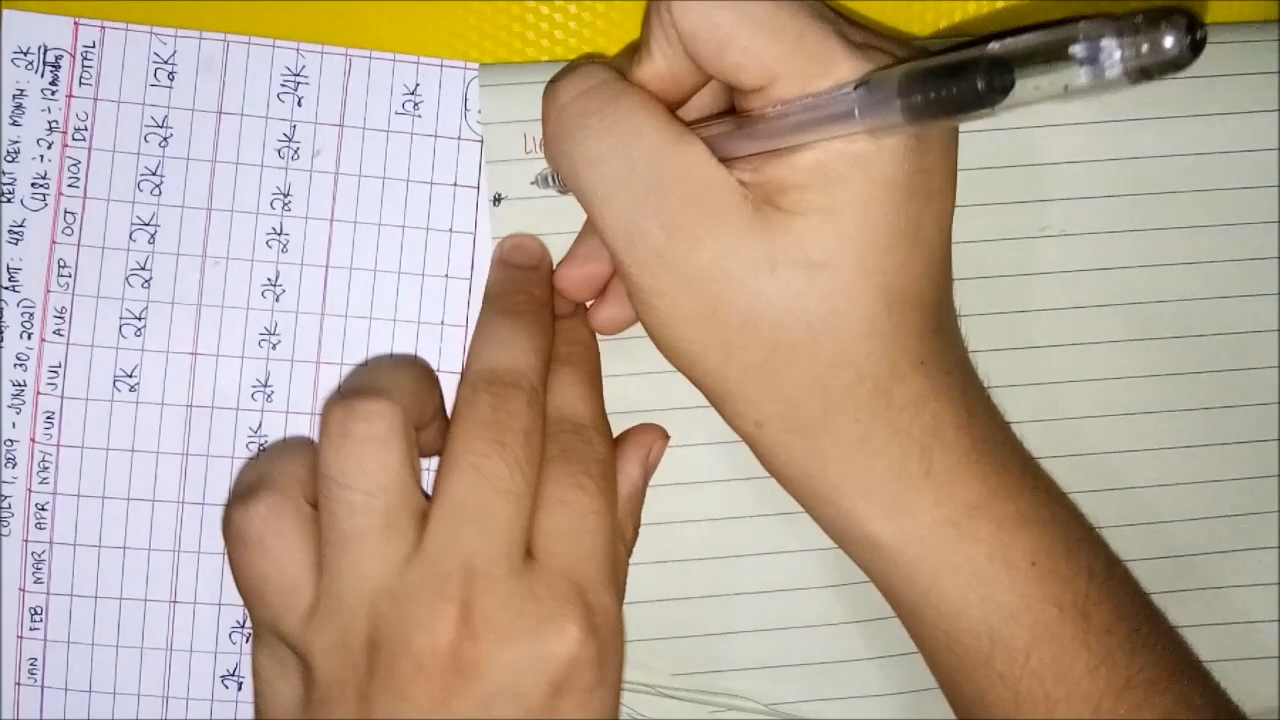 AMT: 48K RENT REV. MONTH: 2K
(JULY 1, 2019 - JUNE 30, 2021) (48K ÷ 2 yrs ÷ 12 months)
JAN FEB MAR APR MAY JUN JUL AUG SEP OCT NOV DEC TOTAL
2K 2K 2K 2K 2K 2K 12K
2K 2K 2K 2K 2K 2K 2K 2K 2K 24K
12K